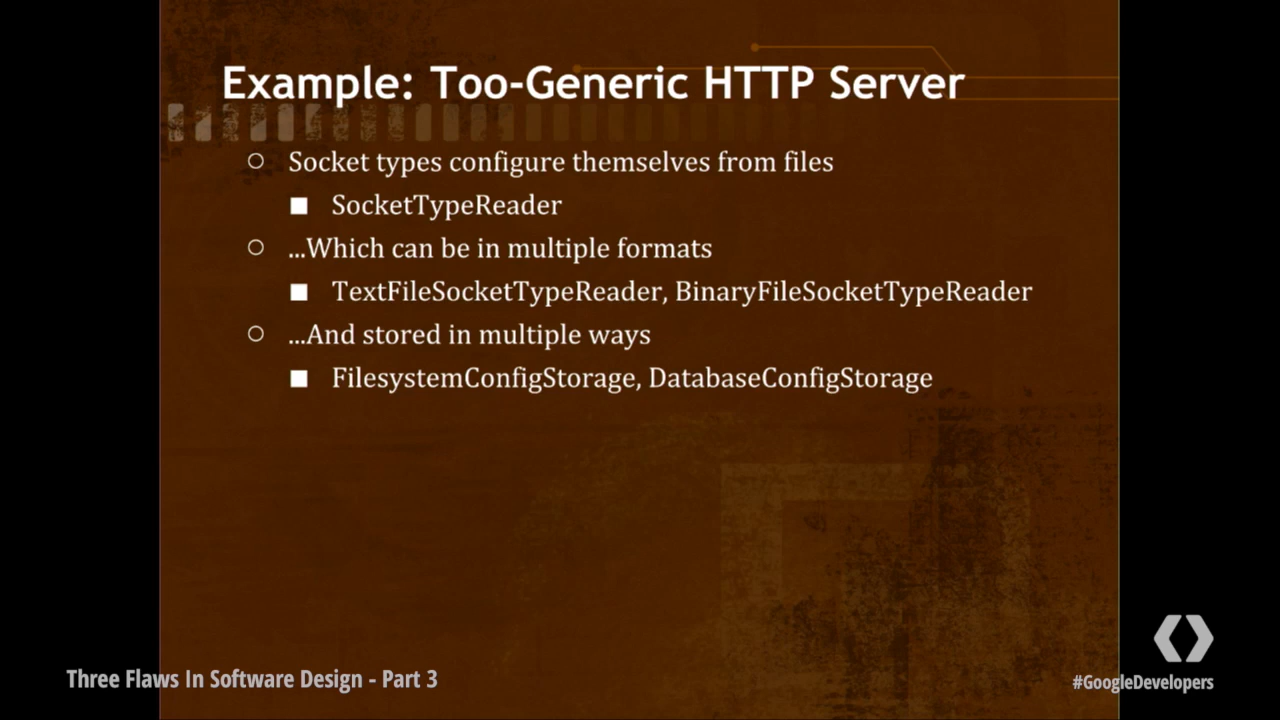 Example: Too-Generic HTTP Server
Socket types configure themselves from files
SocketTypeReader
...Which can be in multiple formats
TextFileSocketTypeReader, BinaryFileSocketTypeReader
...And stored in multiple ways
FilesystemConfigStorage, DatabaseConfigStorage
Three Flaws In Software Design - Part 3
#GoogleDevelopers